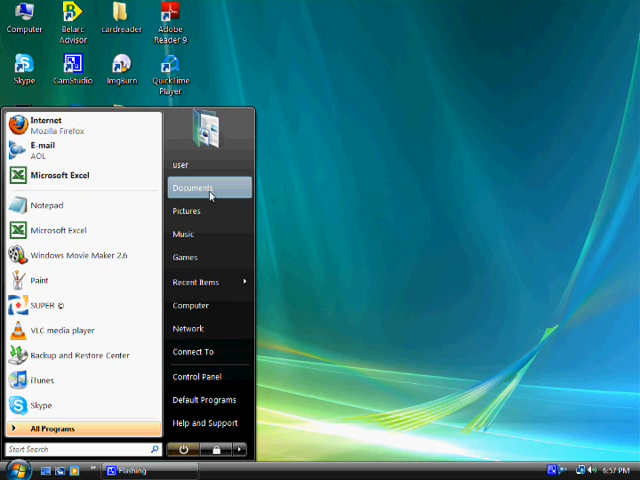 Computer
Belarc
Advisor
cardreader
Adobe
Reader 9
Skype
CamStudio
ImgBurn
QuickTime
Player
Internet
Mozilla Firefox
E-mail
AOL
Microsoft Excel
Notepad
Microsoft Excel
Windows Movie Maker 2.6
Paint
SUPER ©
VLC media player
Backup and Restore Center
iTunes
Skype
All Programs
Start Search
user
Documents
Pictures
Music
Games
Recent Items
Computer
Network
Connect To
Control Panel
Default Programs
Help and Support
Flashing
6:57 PM